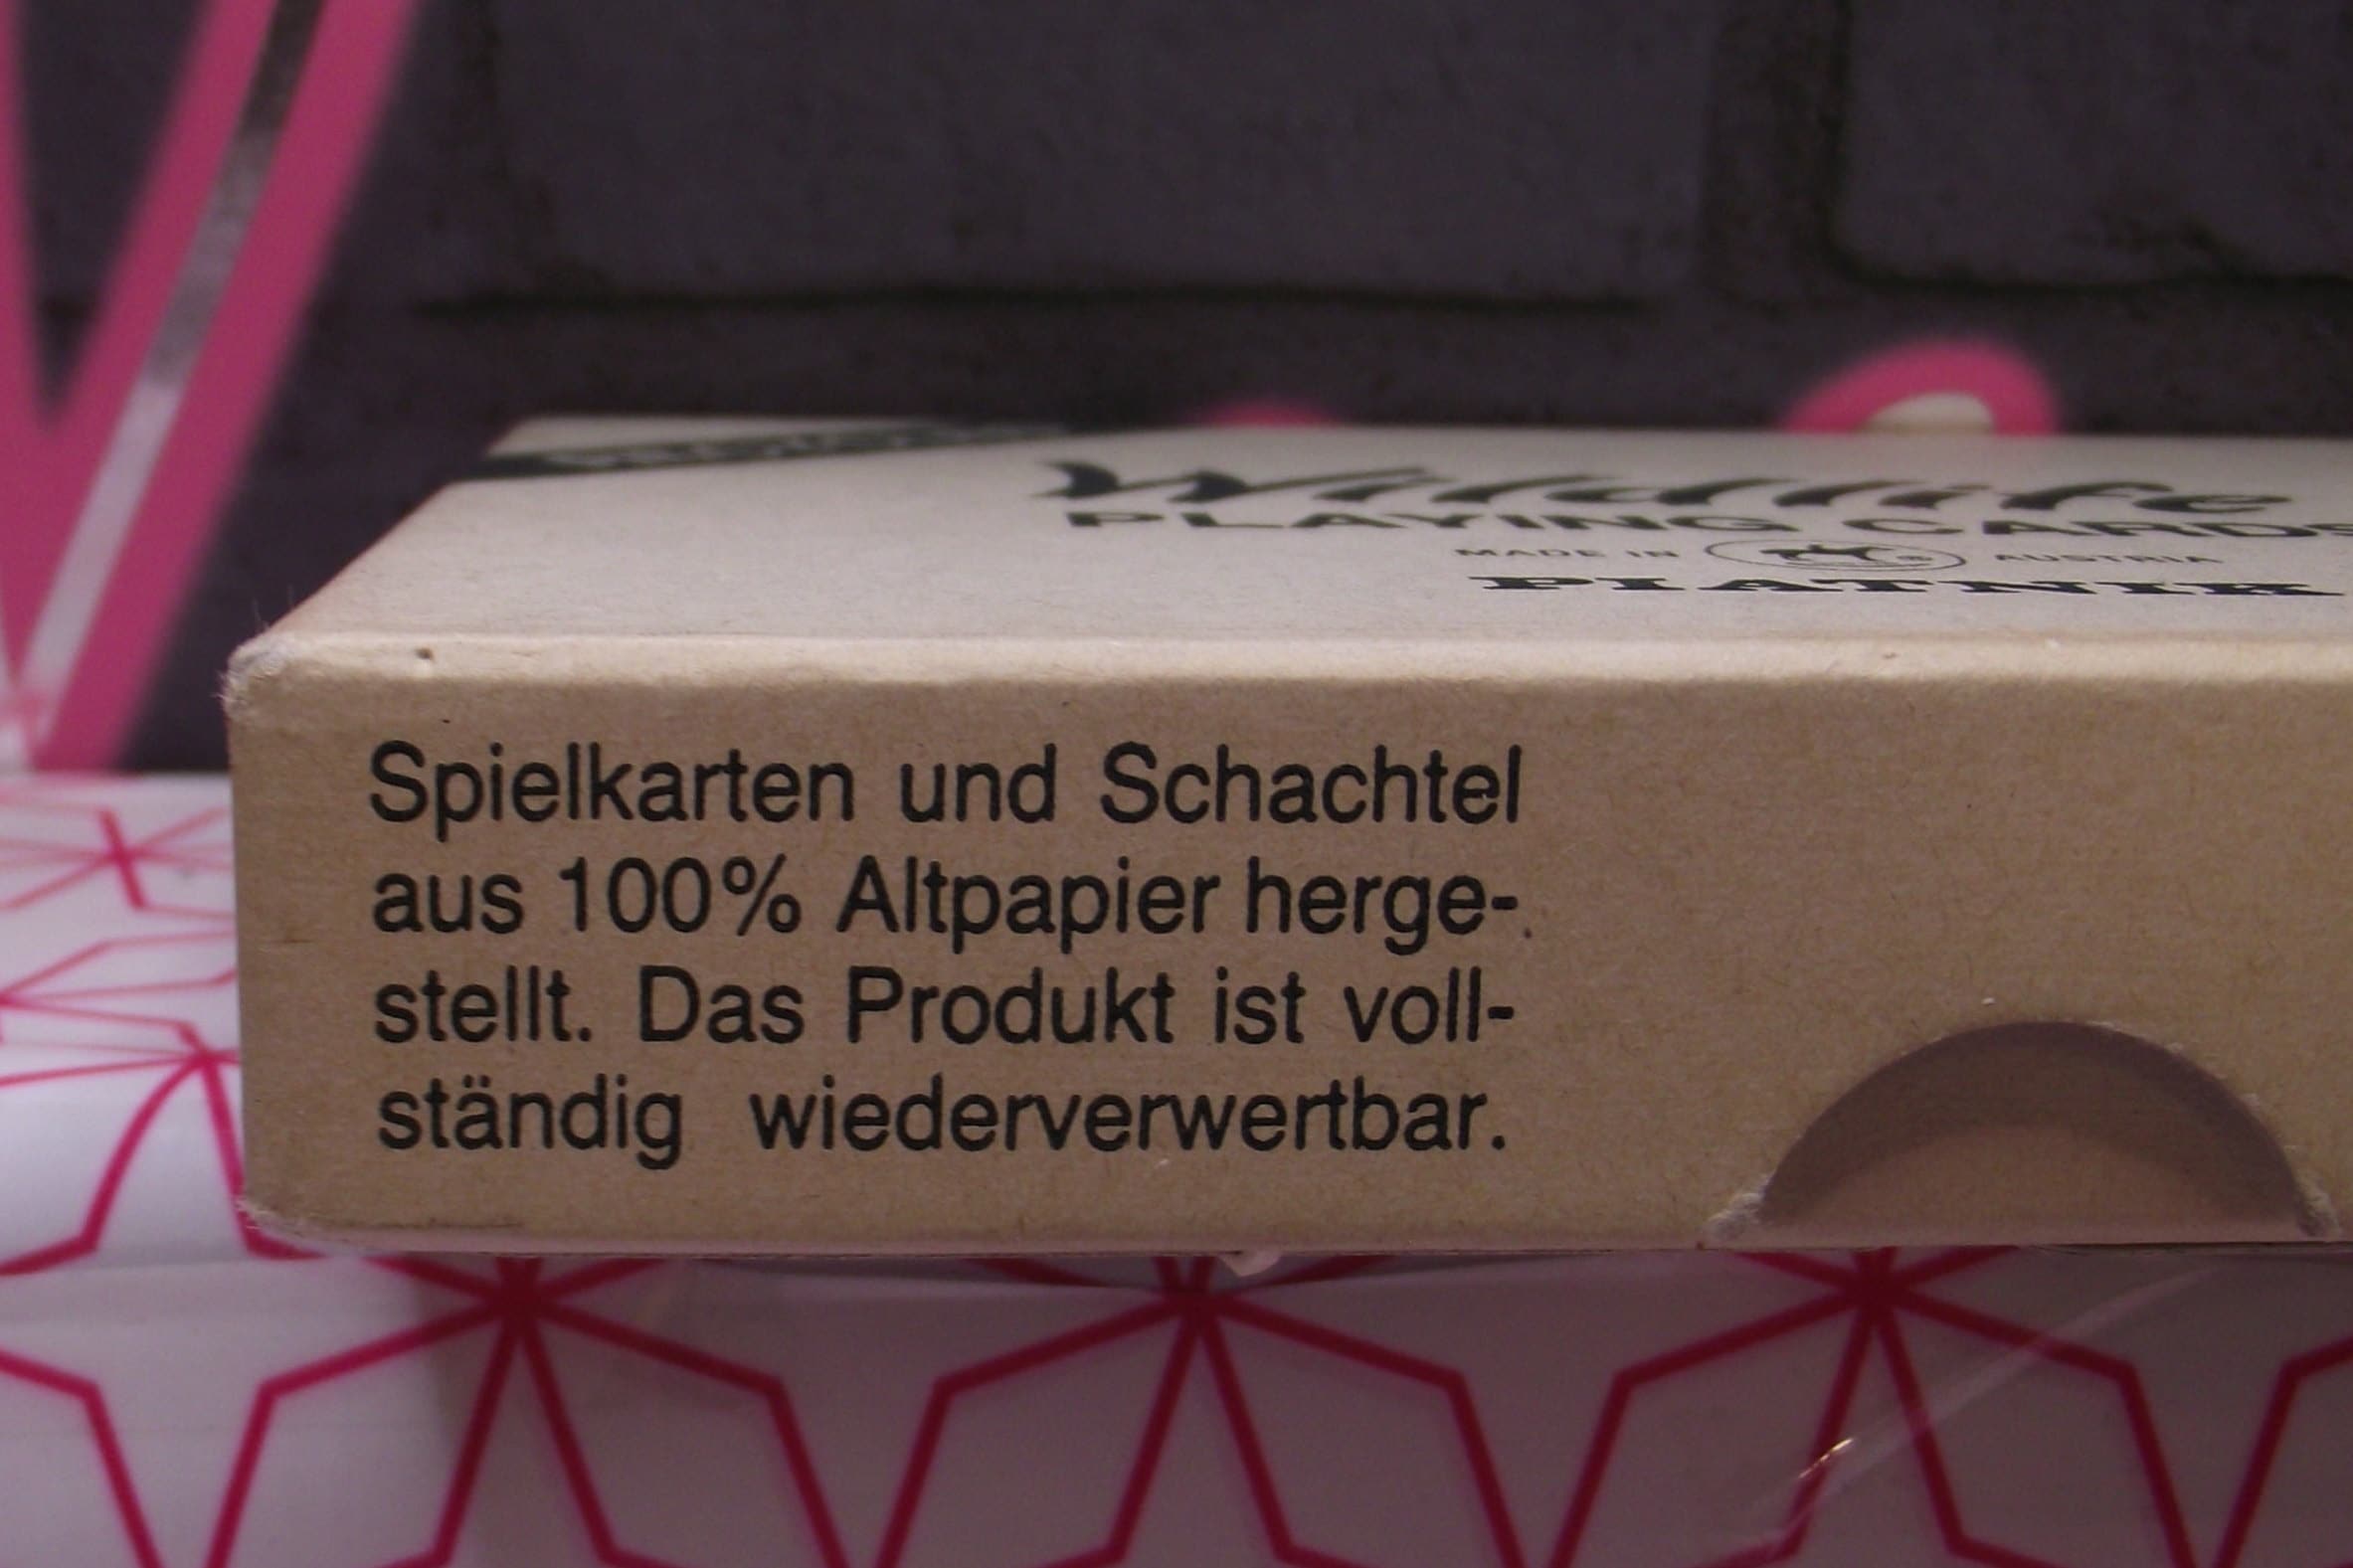 Wildlife
PLAYING CARDS
MADE IN AUSTRIA
PIATNIK
Spielkarten und Schachtel
aus 100% Altpapier herge-
stellt. Das Produkt ist voll-
ständig wiederverwertbar.